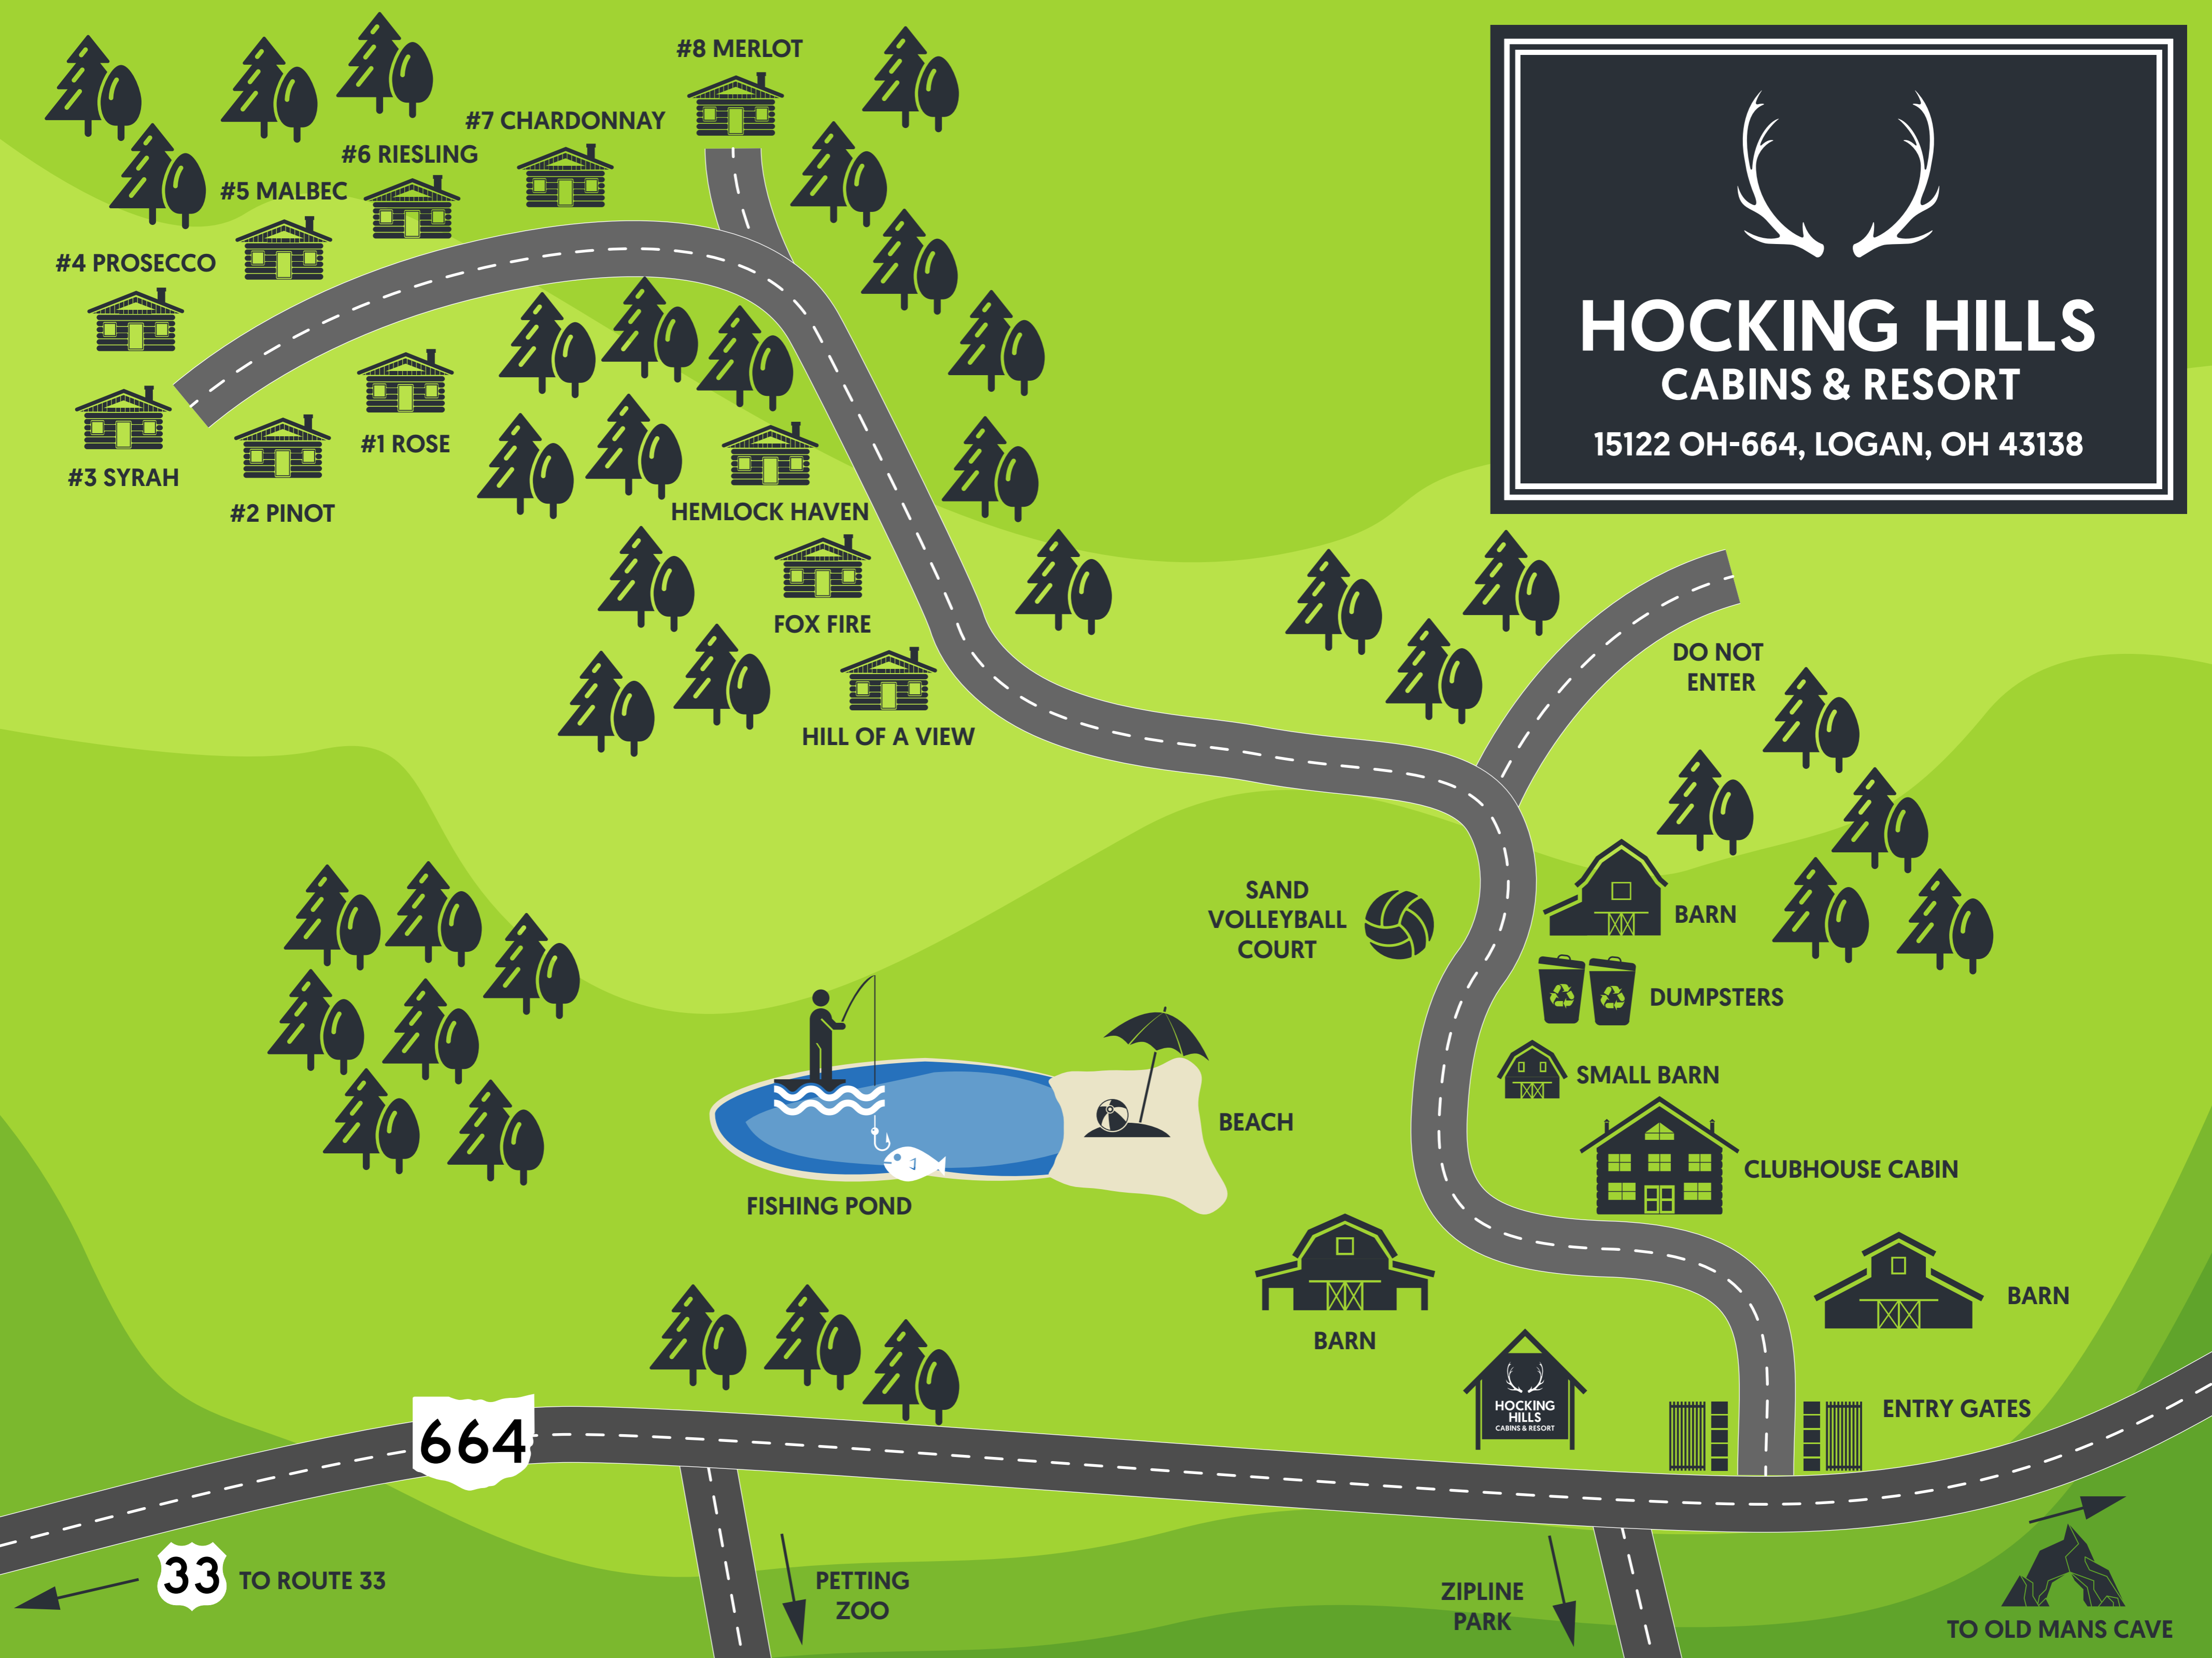 #8 MERLOT
#7 CHARDONNAY
#6 RIESLING
#5 MALBEC
#4 PROSECCO
#3 SYRAH
#2 PINOT
#1 ROSE
HEMLOCK HAVEN
FOX FIRE
HILL OF A VIEW
HOCKING HILLS
CABINS & RESORT
15122 OH-664, LOGAN, OH 43138
DO NOT
ENTER
SAND
VOLLEYBALL
COURT
BARN
DUMPSTERS
SMALL BARN
BEACH
CLUBHOUSE CABIN
FISHING POND
BARN
BARN
HOCKING
HILLS
CABINS & RESORT
ENTRY GATES
664
33
TO ROUTE 33
PETTING
ZOO
ZIPLINE
PARK
TO OLD MANS CAVE